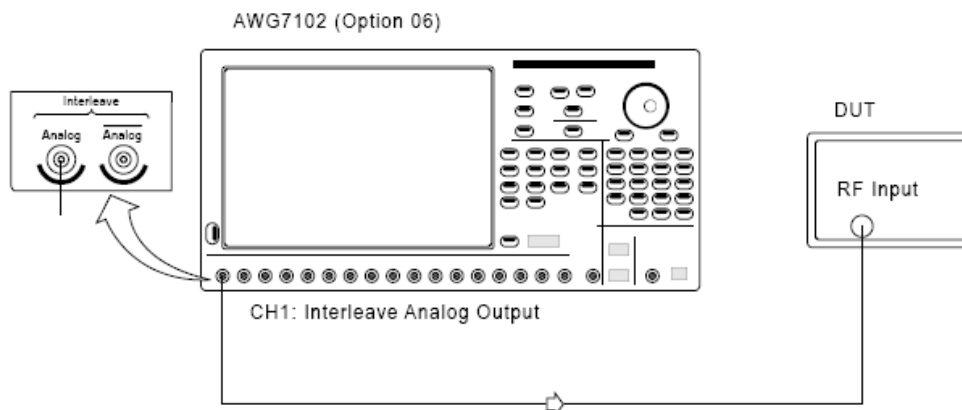 AWG7102 (Option 06)
Interleave
Analog Analog
DUT
RF Input
CH1: Interleave Analog Output